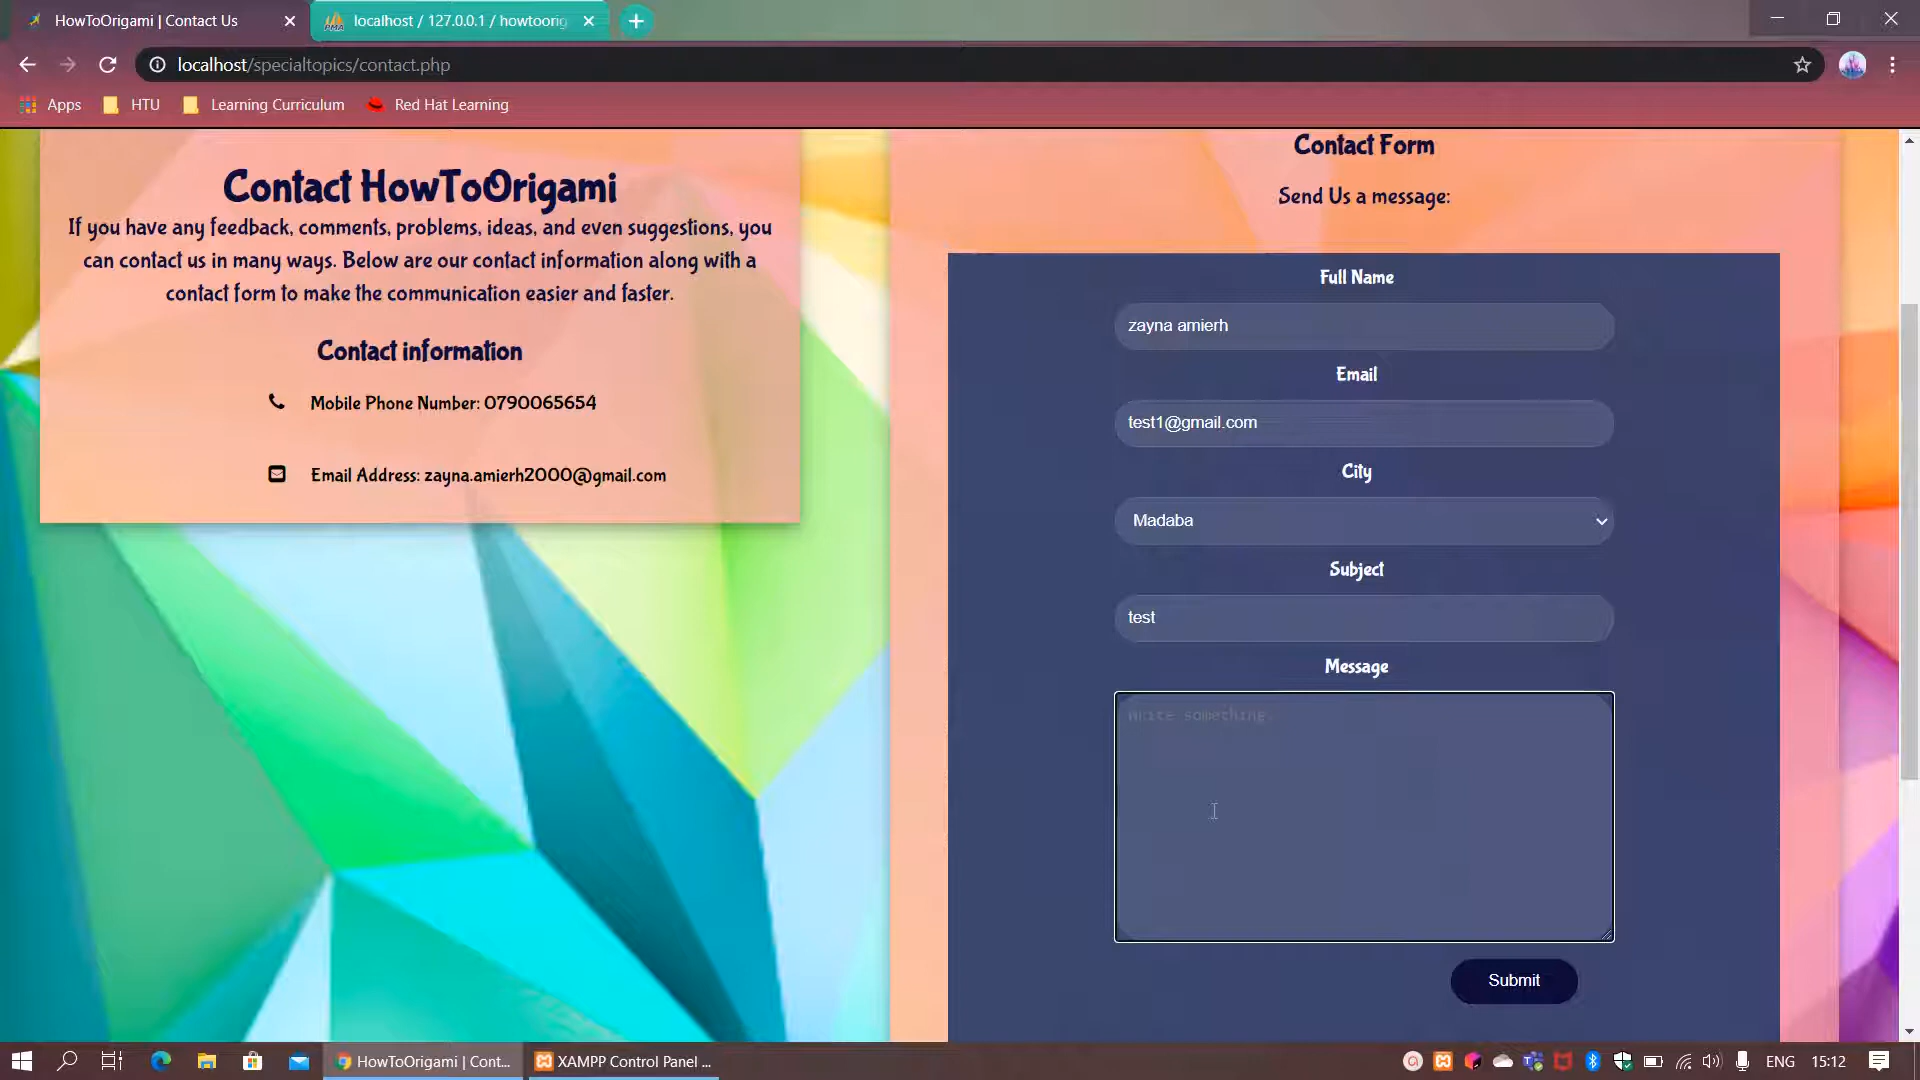 HowToOrigami | Contact Us
localhost / 127.0.0.1 / howtoorig
localhost/specialtopics/contact.php
Apps
HTU
Learning Curriculum
Red Hat Learning
Contact HowToOrigami
If you have any feedback, comments, problems, ideas, and even suggestions, you
can contact us in many ways. Below are our contact information along with a
contact form to make the communication easier and faster.
Contact information
Mobile Phone Number: 0790065654
Email Address: zayna.amierh2000@gmail.com
Contact Form
Send Us a message:
Full Name
zayna amierh
Email
test1@gmail.com
City
Madaba
Subject
test
Message
Write something..
Submit
HowToOrigami | Cont...
XAMPP Control Panel ...
ENG
15:12